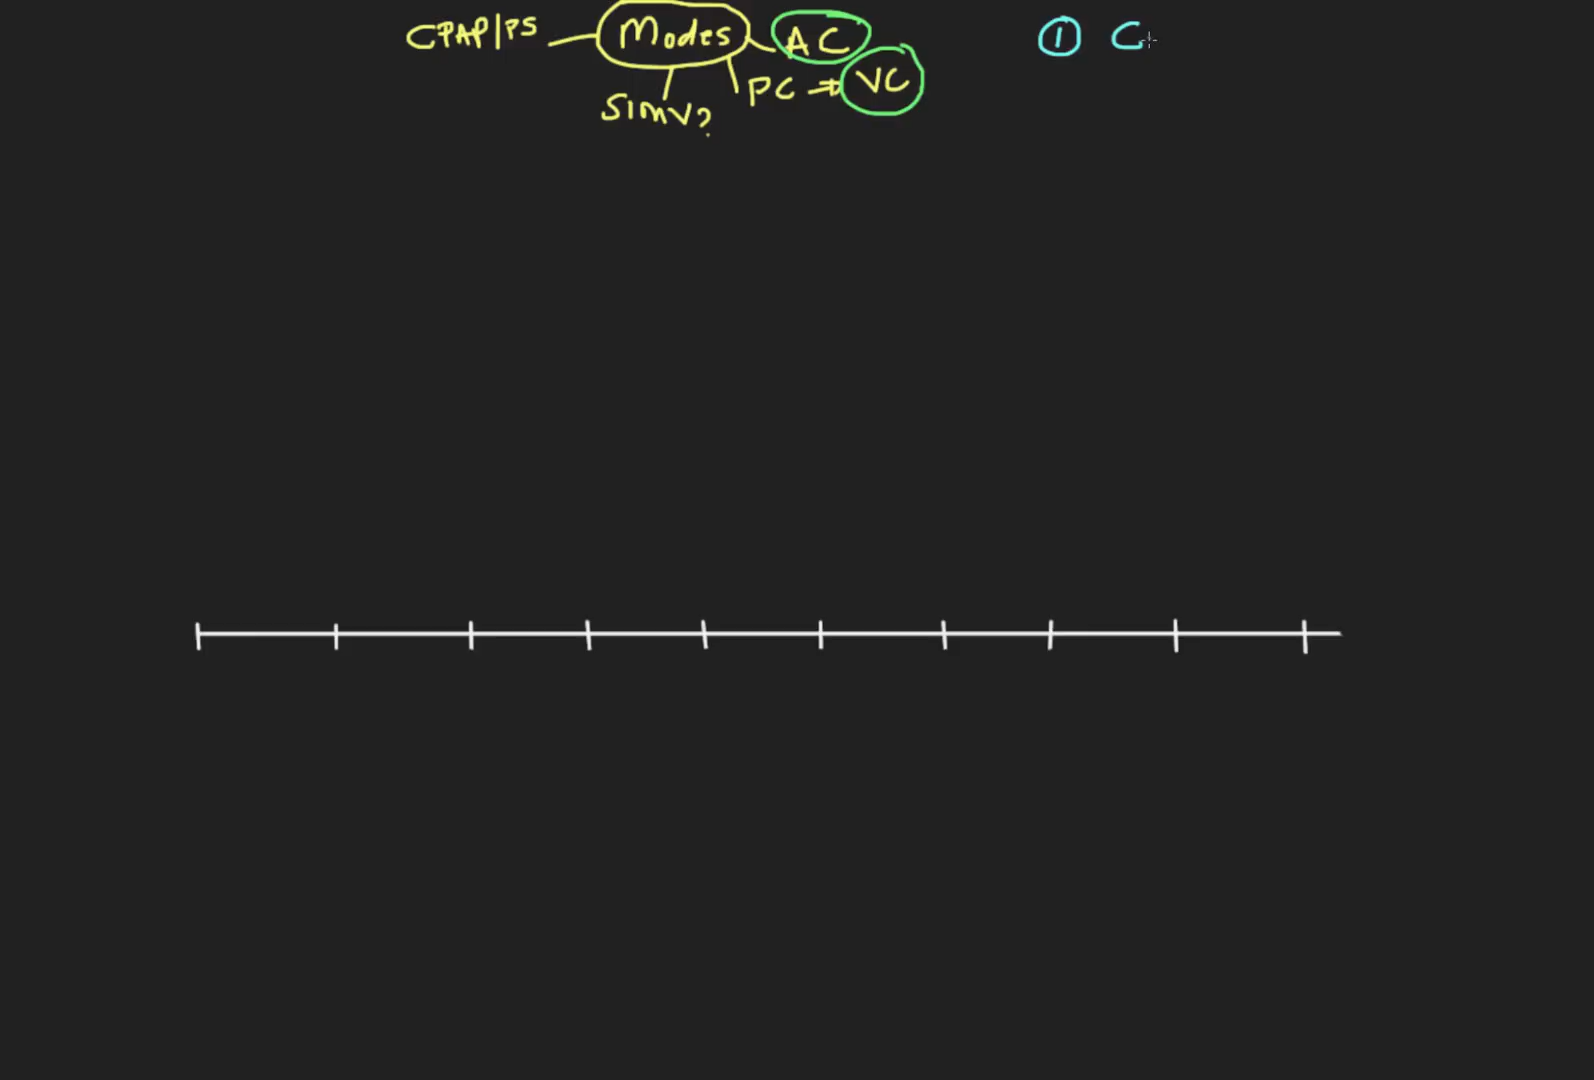 CPAP/PS Modes AC
PC → VC
SIMV?
① C